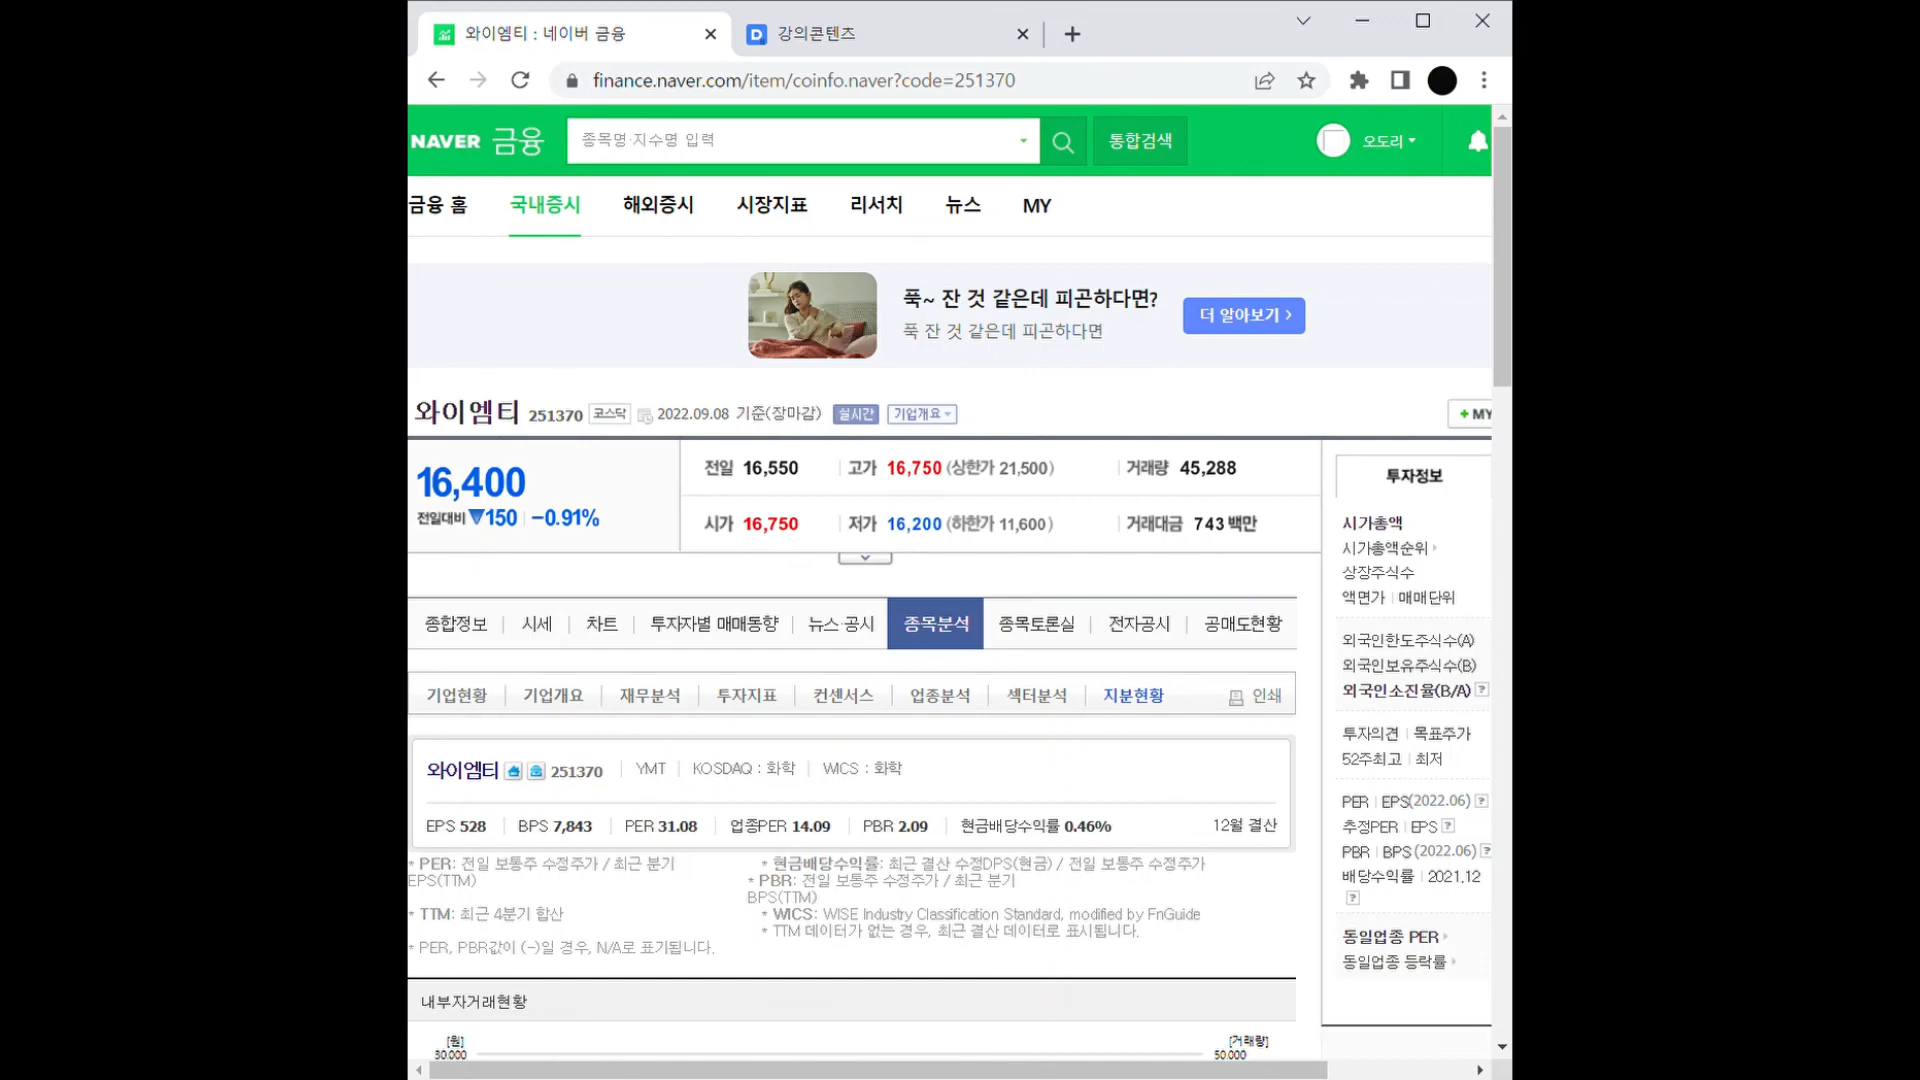 와이엠티 : 네이버 금융
강의콘텐츠
finance.naver.com/item/coinfo.naver?code=251370
NAVER 금융
종목명·지수명 입력
통합검색
오도리
금융 홈 국내증시 해외증시 시장지표 리서치 뉴스 MY
푹~ 잔 것 같은데 피곤하다면?
푹 잔 것 같은데 피곤하다면
더 알아보기
와이엠티 251370 코스닥 2022.09.08 기준(장마감) 실시간 기업개요
+ MY
16,400
전일대비 ▼150 -0.91%
전일 16,550 고가 16,750 (상한가 21,500) 거래량 45,288
시가 16,750 저가 16,200 (하한가 11,600) 거래대금 743 백만
종합정보 시세 차트 투자자별 매매동향 뉴스·공시 종목분석 종목토론실 전자공시 공매도현황
기업현황 기업개요 재무분석 투자지표 컨센서스 업종분석 섹터분석 지분현황 인쇄
와이엠티 251370 YMT KOSDAQ : 화학 WICS : 화학
EPS 528 BPS 7,843 PER 31.08 업종PER 14.09 PBR 2.09 현금배당수익률 0.46% 12월 결산
* PER: 전일 보통주 수정주가 / 최근 분기
EPS(TTM)
* TTM: 최근 4분기 합산
* PER, PBR값이 (-)일 경우, N/A로 표기됩니다.
* 현금배당수익률: 최근 결산 수정DPS(현금) / 전일 보통주 수정주가
* PBR: 전일 보통주 수정주가 / 최근 분기
BPS(TTM)
* WICS: WISE Industry Classification Standard, modified by FnGuide
* TTM 데이터가 없는 경우, 최근 결산 데이터로 표시됩니다.
내부자거래현황
[원]
30,000
[거래량]
50,000
투자정보
시가총액
시가총액순위
상장주식수
액면가 | 매매단위
외국인한도주식수(A)
외국인보유주식수(B)
외국인소진율(B/A) ?
투자의견 | 목표주가
52주최고 | 최저
PER | EPS(2022.06) ?
추정PER | EPS ?
PBR | BPS (2022.06) ?
배당수익률 | 2021.12
?
동일업종 PER
동일업종 등락률